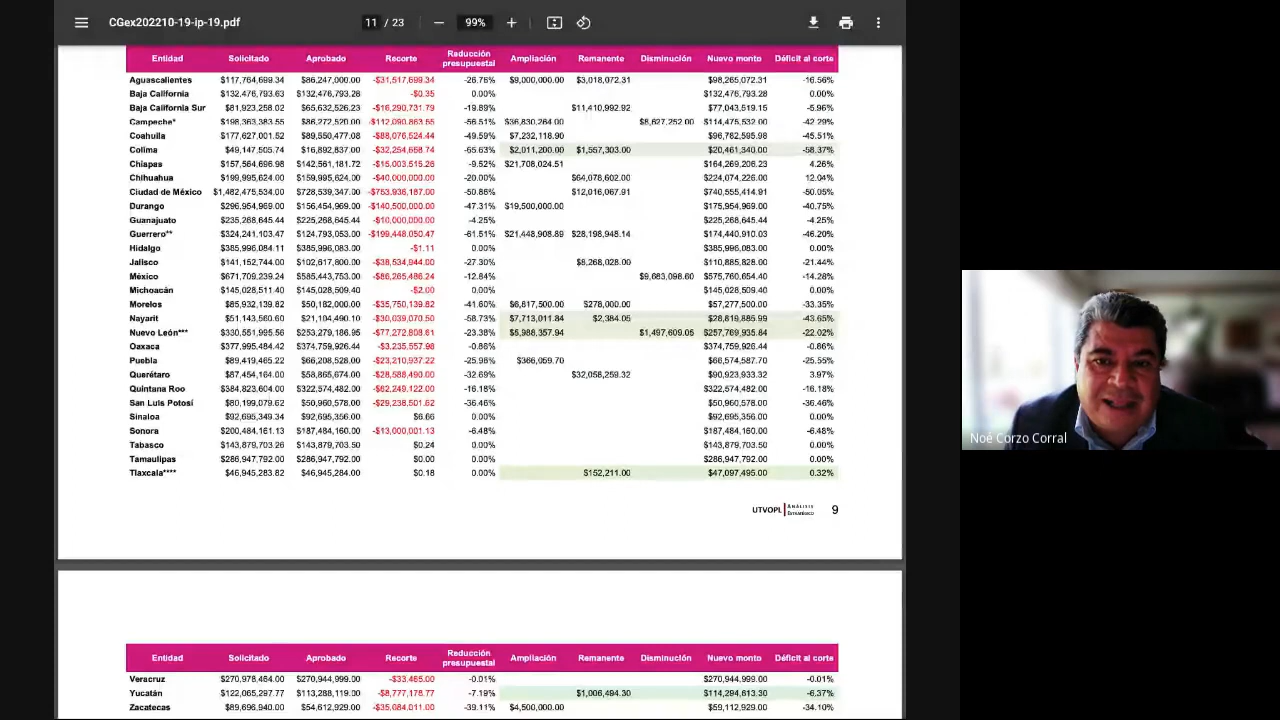 CGex202210-19-ip-19.pdf
11 / 23
99%
Entidad Solicitado Aprobado Recorte Reducción presupuestal Ampliación Remanente Disminución Nuevo monto Déficit al corte
Aguascalientes $117,764,699.34 $86,247,000.00 -$31,517,699.34 -26.76% $9,000,000.00 $3,018,072.31 $98,265,072.31 -16.56%
Baja California $132,476,793.63 $132,476,793.28 -$0.35 0.00% $132,476,793.28 0.00%
Baja California Sur $81,923,258.02 $65,632,526.23 -$16,290,731.79 -19.89% $11,410,992.92 $77,043,519.15 -5.96%
Campeche* $198,363,383.55 $86,272,520.00 -$112,090,863.55 -56.51% $36,830,264.00 $8,627,252.00 $114,475,532.00 -42.29%
Coahuila $177,627,001.52 $89,550,477.08 -$88,076,524.44 -49.59% $7,232,118.90 $96,782,595.98 -45.51%
Colima $49,147,505.74 $16,892,837.00 -$32,254,668.74 -65.63% $2,011,200.00 $1,557,303.00 $20,461,340.00 -58.37%
Chiapas $157,564,696.98 $142,561,181.72 -$15,003,515.26 -9.52% $21,708,024.51 $164,269,206.23 4.26%
Chihuahua $199,995,624.00 $159,995,624.00 -$40,000,000.00 -20.00% $64,078,602.00 $224,074,226.00 12.04%
Ciudad de México $1,482,475,534.00 $728,539,347.00 -$753,936,187.00 -50.86% $12,016,067.91 $740,555,414.91 -50.05%
Durango $296,954,969.00 $156,454,969.00 -$140,500,000.00 -47.31% $19,500,000.00 $175,954,969.00 -40.75%
Guanajuato $235,268,645.44 $225,268,645.44 -$10,000,000.00 -4.25% $225,268,645.44 -4.25%
Guerrero** $324,241,103.47 $124,793,053.00 -$199,448,050.47 -61.51% $21,448,908.89 $28,198,948.14 $174,440,910.03 -46.20%
Hidalgo $385,996,084.11 $385,996,083.00 -$1.11 0.00% $385,996,083.00 0.00%
Jalisco $141,152,744.00 $102,617,800.00 -$38,534,944.00 -27.30% $8,268,028.00 $110,885,828.00 -21.44%
México $671,709,239.24 $585,443,753.00 -$86,265,486.24 -12.84% $9,683,098.60 $575,760,654.40 -14.28%
Michoacán $145,028,511.40 $145,028,509.40 -$2.00 0.00% $145,028,509.40 0.00%
Morelos $85,932,139.82 $50,182,000.00 -$35,750,139.82 -41.60% $6,817,500.00 $278,000.00 $57,277,500.00 -33.35%
Nayarit $51,143,560.60 $21,104,490.10 -$30,039,070.50 -58.73% $7,713,011.84 $2,384.05 $28,819,885.99 -43.65%
Nuevo León*** $330,551,995.56 $253,279,186.95 -$77,272,808.61 -23.38% $5,988,357.94 $1,497,609.05 $257,769,935.84 -22.02%
Oaxaca $377,995,484.42 $374,759,926.44 -$3,235,557.98 -0.86% $374,759,926.44 -0.86%
Puebla $89,419,465.22 $66,208,528.00 -$23,210,937.22 -25.96% $366,059.70 $66,574,587.70 -25.55%
Querétaro $87,454,164.00 $58,865,674.00 -$28,588,490.00 -32.69% $32,058,259.32 $90,923,933.32 3.97%
Quintana Roo $384,823,604.00 $322,574,482.00 -$62,249,122.00 -16.18% $322,574,482.00 -16.18%
San Luis Potosí $80,199,079.62 $50,960,578.00 -$29,238,501.62 -36.46% $50,960,578.00 -36.46%
Sinaloa $92,695,349.34 $92,695,356.00 $6.66 0.00% $92,695,356.00 0.00%
Sonora $200,484,161.13 $187,484,160.00 -$13,000,001.13 -6.48% $187,484,160.00 -6.48%
Tabasco $143,879,703.26 $143,879,703.50 $0.24 0.00% $143,879,703.50 0.00%
Tamaulipas $286,947,792.00 $286,947,792.00 $0.00 0.00% $286,947,792.00 0.00%
Tlaxcala**** $46,945,283.82 $46,945,284.00 $0.18 0.00% $152,211.00 $47,097,495.00 0.32%
UTVOPL ANÁLISIS ESTRATÉGICO 9
Entidad Solicitado Aprobado Recorte Reducción presupuestal Ampliación Remanente Disminución Nuevo monto Déficit al corte
Veracruz $270,978,464.00 $270,944,999.00 -$33,465.00 -0.01% $270,944,999.00 -0.01%
Yucatán $122,065,297.77 $113,288,119.00 -$8,777,178.77 -7.19% $1,006,494.30 $114,294,613.30 -6.37%
Zacatecas $89,696,940.00 $54,612,929.00 -$35,084,011.00 -39.11% $4,500,000.00 $59,112,929.00 -34.10%
Noé Corzo Corral